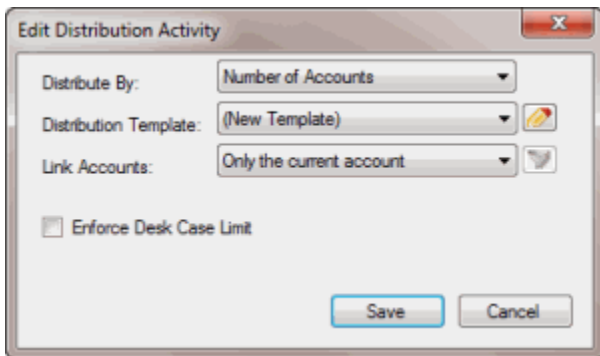 Edit Distribution Activity
Distribute By: Number of Accounts
Distribution Template: (New Template)
Link Accounts: Only the current account
Enforce Desk Case Limit
Save Cancel